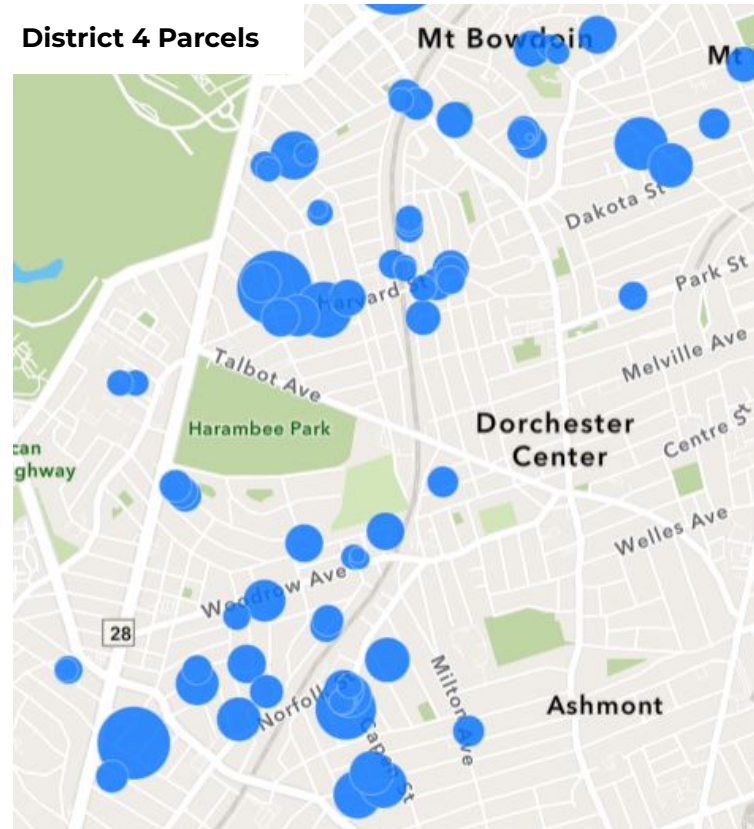 District 4 Parcels
Mt Bowdoin
Mt
Dakota St
Park St
Harvard St
Melville Ave
Talbot Ave
Harambee Park
Dorchester
Center
Centre St
can
ghway
Welles Ave
Woodrow Ave
28
Norfolk St
Milton Ave
Ashmont
Capen St